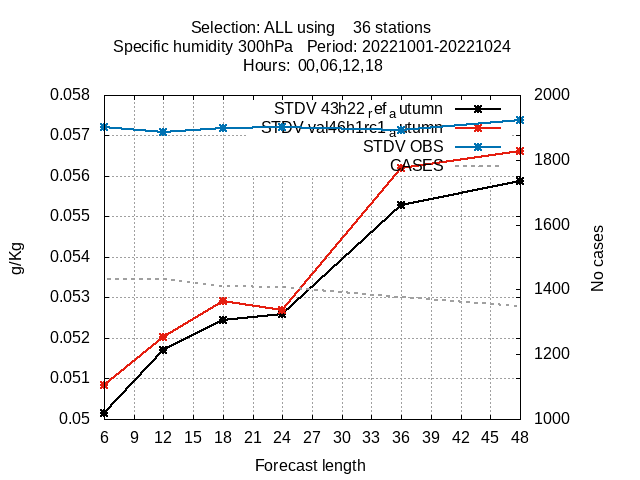 Selection: ALL using    36 stations
Specific humidity 300hPa   Period: 20221001-20221024
Hours:  00,06,12,18
STDV 43h22_ref_autumn
STDV val46h1rc1_autumn
STDV OBS
CASES
0.058
0.057
0.056
0.055
0.054
0.053
0.052
0.051
0.05
2000
1800
1600
1400
1200
1000
g/Kg
No cases
6 9 12 15 18 21 24 27 30 33 36 39 42 45 48
Forecast length